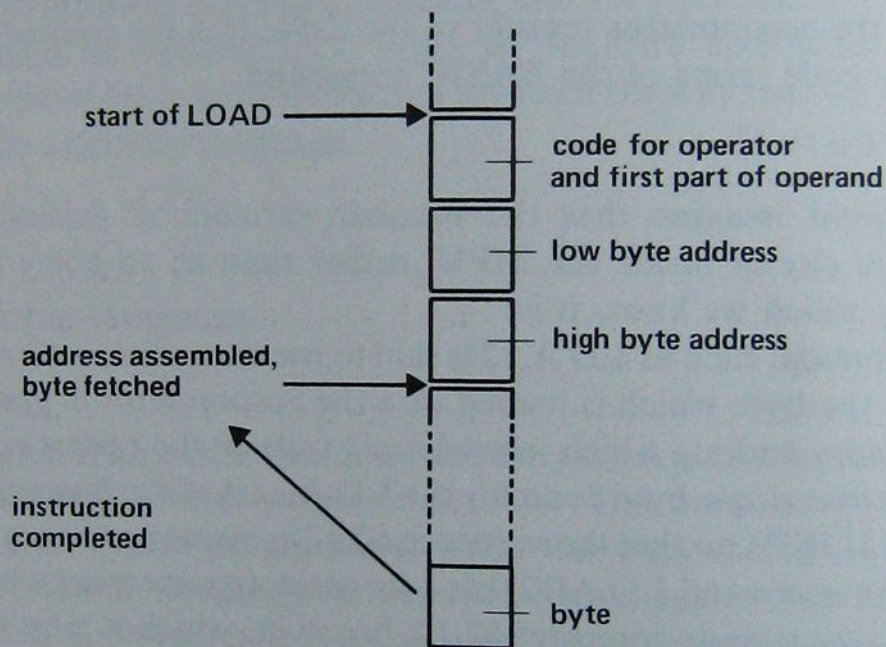 start of LOAD
code for operator
and first part of operand
low byte address
high byte address
address assembled,
byte fetched
instruction
completed
byte